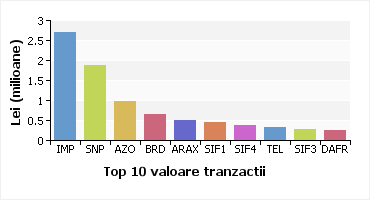 Lei (milioane)
3
2.5
2
1.5
1
0.5
0
IMP SNP AZO BRD ARAX SIF1 SIF4 TEL SIF3 DAFR
Top 10 valoare tranzactii